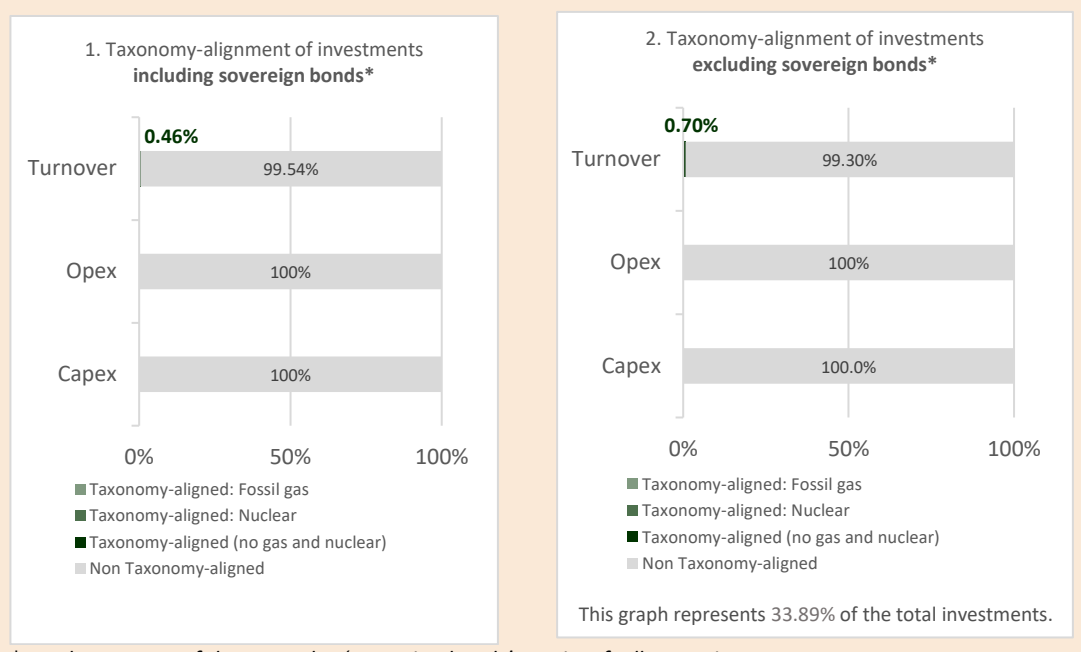 1. Taxonomy-alignment of investments
including sovereign bonds*
0.46%
Turnover
99.54%
Opex
100%
Capex
100%
0%
50%
100%
Taxonomy-aligned: Fossil gas
Taxonomy-aligned: Nuclear
Taxonomy-aligned (no gas and nuclear)
Non Taxonomy-aligned
2. Taxonomy-alignment of investments
excluding sovereign bonds*
0.70%
Turnover
99.30%
Opex
100%
Capex
100.0%
0%
50%
100%
Taxonomy-aligned: Fossil gas
Taxonomy-aligned: Nuclear
Taxonomy-aligned (no gas and nuclear)
Non Taxonomy-aligned
This graph represents 33.89% of the total investments.